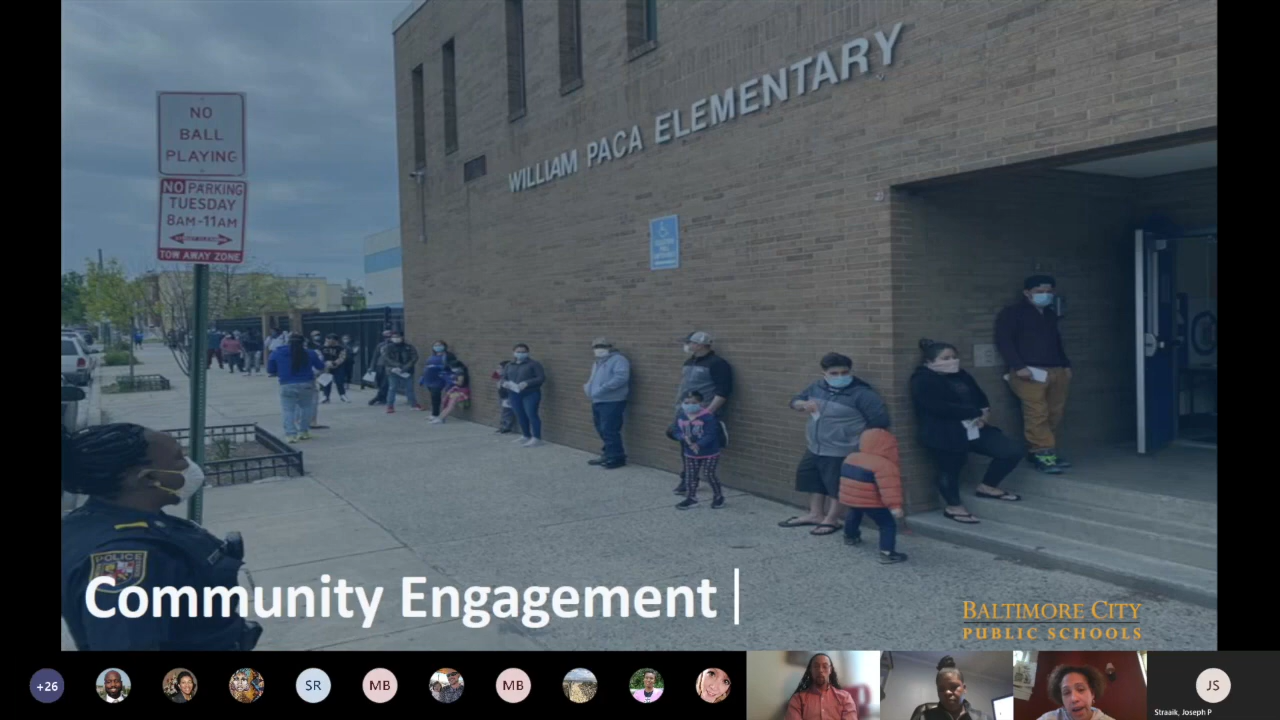 NO
BALL
PLAYING
NO PARKING
TUESDAY
8AM-11AM
TOW AWAY ZONE
WILLIAM PACA ELEMENTARY
POLICE
Community Engagement |
BALTIMORE CITY
PUBLIC SCHOOLS
+26
SR
MB
MB
JS
Straaik, Joseph P